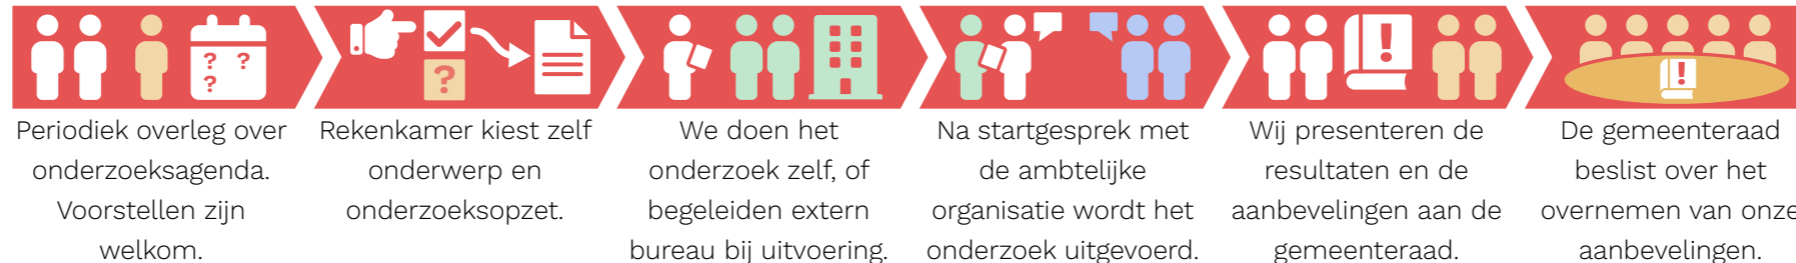 Periodiek overleg over
onderzoeksagenda.
Voorstellen zijn
welkom.
Rekenkamer kiest zelf
onderwerp en
onderzoeksopzet.
We doen het
onderzoek zelf, of
begeleiden extern
bureau bij uitvoering.
Na startgesprek met
de ambtelijke
organisatie wordt het
onderzoek uitgevoerd.
Wij presenteren de
resultaten en de
aanbevelingen aan de
gemeenteraad.
De gemeenteraad
beslist over het
overnemen van onze
aanbevelingen.